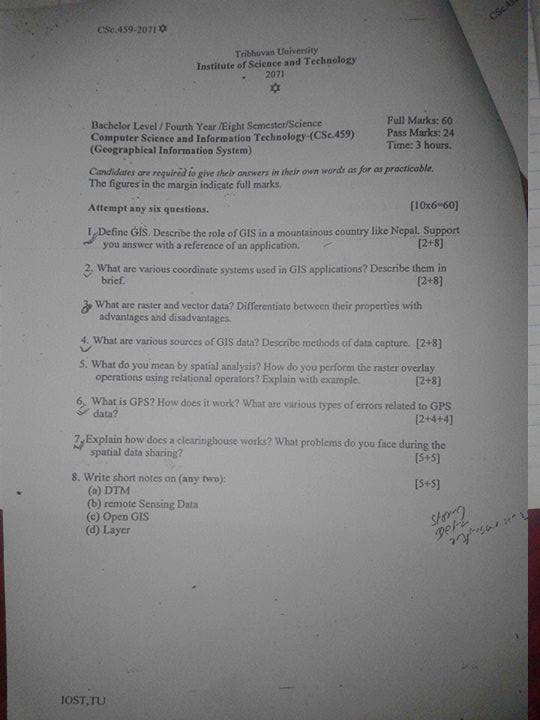 CSc.459-2071✡
CSc.
Tribhuvan University
Institute of Science and Technology
2071
✡
Bachelor Level / Fourth Year /Eight Semester/Science
Full Marks: 60
Computer Science and Information Technology-(CSc.459)
Pass Marks: 24
(Geographical Information System)
Time: 3 hours.
Candidates are required to give their answers in their own words as for as practicable.
The figures in the margin indicate full marks.
Attempt any six questions. [10x6=60]
1. Define GIS. Describe the role of GIS in a mountainous country like Nepal. Support
you answer with a reference of an application. [2+8]
2. What are various coordinate systems used in GIS applications? Describe them in
brief. [2+8]
3. What are raster and vector data? Differentiate between their properties with
advantages and disadvantages.
4. What are various sources of GIS data? Describe methods of data capture. [2+8]
5. What do you mean by spatial analysis? How do you perform the raster overlay
operations using relational operators? Explain with example. [2+8]
6. What is GPS? How does it work? What are various types of errors related to GPS
data? [2+4+4]
7. Explain how does a clearinghouse works? What problems do you face during the
spatial data sharing? [5+5]
8. Write short notes on (any two): [5+5]
(a) DTM
(b) remote Sensing Data
(c) Open GIS
(d) Layer
IOST,TU